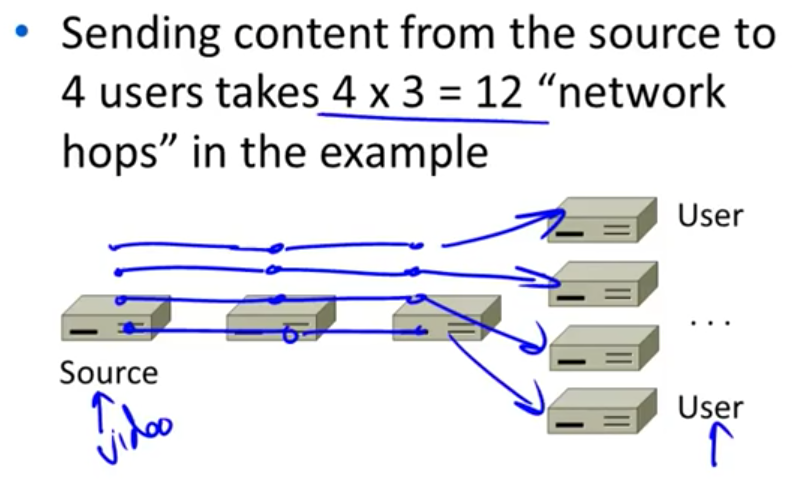 • Sending content from the source to
4 users takes 4 x 3 = 12 “network
hops” in the example
User
. . .
Source
User
video